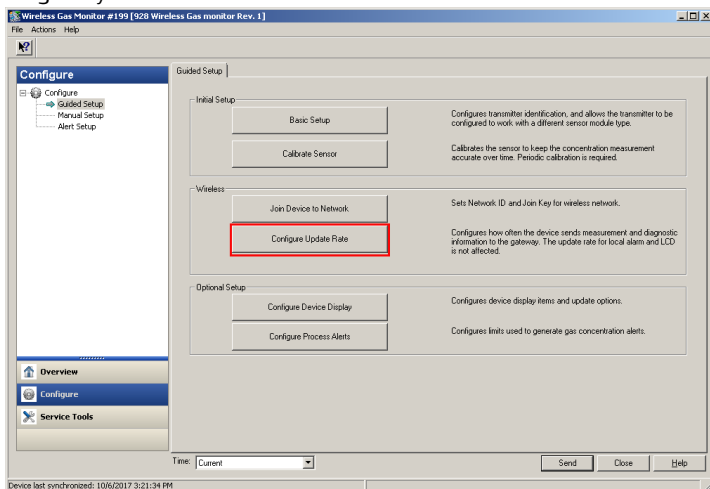 Wireless Gas Monitor #199 [928 Wireless Gas monitor Rev. 1]
File Actions Help
Configure
Configure
Guided Setup
Manual Setup
Alert Setup
Overview
Configure
Service Tools
Guided Setup
Initial Setup
Basic Setup
Configures transmitter identification, and allows the transmitter to be
configured to work with a different sensor module type.
Calibrate Sensor
Calibrates the sensor to keep the concentration measurement
accurate over time. Periodic calibration is required.
Wireless
Join Device to Network
Sets Network ID and Join Key for wireless network.
Configure Update Rate
Configures how often the device sends measurement and diagnostic
information to the gateway. The update rate for local alarm and LCD
is not affected.
Optional Setup
Configure Device Display
Configures device display items and update options.
Configure Process Alerts
Configures limits used to generate gas concentration alerts.
Time: Current
Send Close Help
Device last synchronized: 10/6/2017 3:21:34 PM